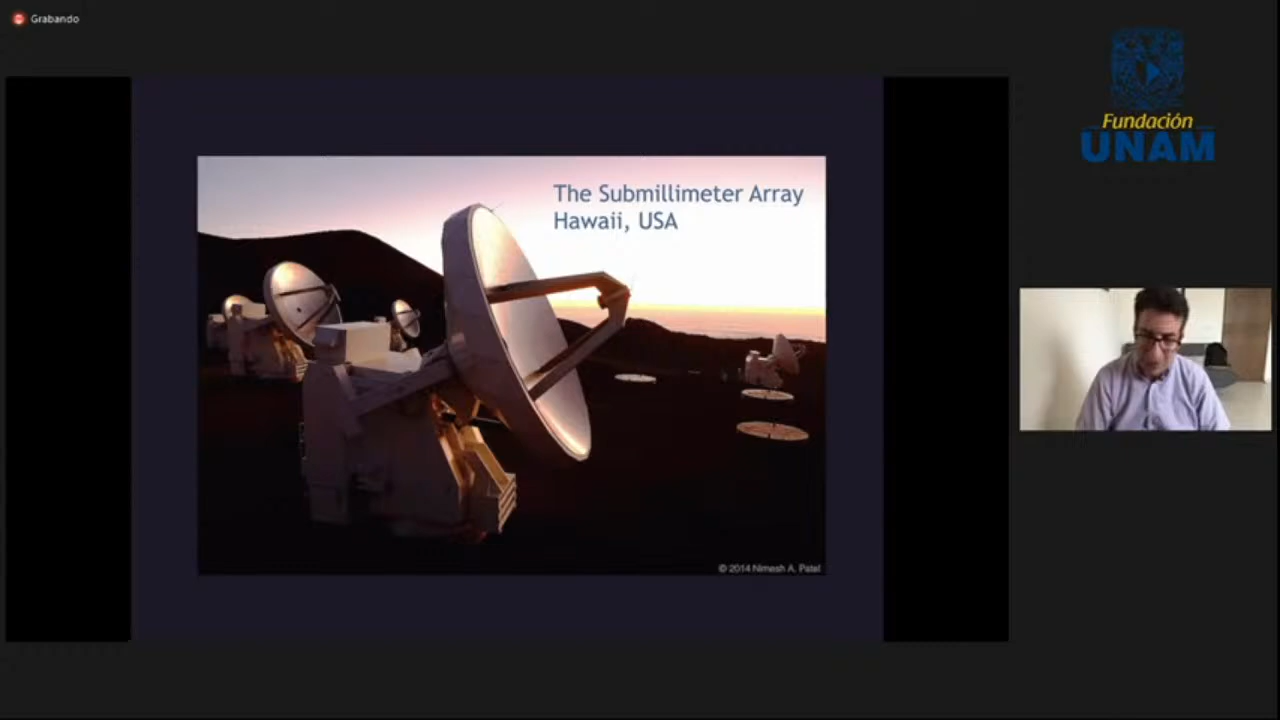 Grabando
Fundación
UNAM
The Submillimeter Array
Hawaii, USA
© 2014 Nimesh A. Patel